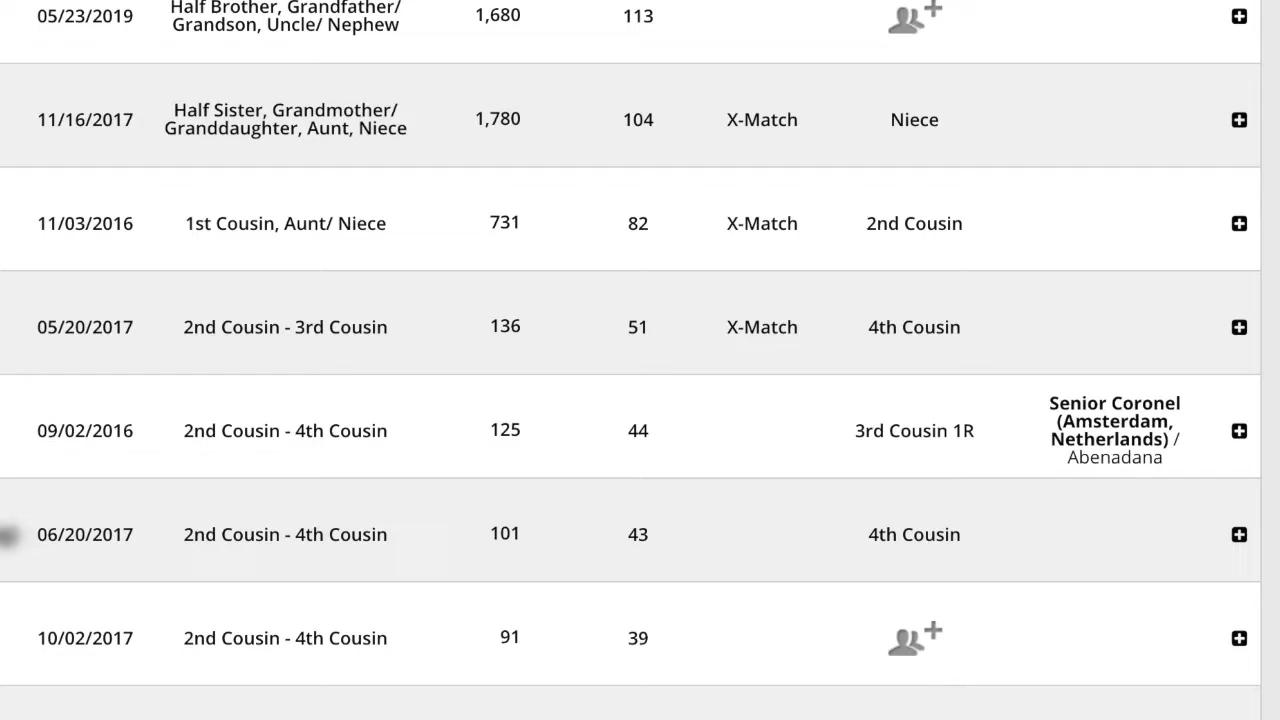 05/23/2019 Half Brother, Grandfather/ 1,680 113
Grandson, Uncle/ Nephew
11/16/2017 Half Sister, Grandmother/ 1,780 104 X-Match Niece
Granddaughter, Aunt, Niece
11/03/2016 1st Cousin, Aunt/ Niece 731 82 X-Match 2nd Cousin
05/20/2017 2nd Cousin - 3rd Cousin 136 51 X-Match 4th Cousin
09/02/2016 2nd Cousin - 4th Cousin 125 44 3rd Cousin 1R
Senior Coronel
(Amsterdam,
Netherlands) /
Abenadana
06/20/2017 2nd Cousin - 4th Cousin 101 43 4th Cousin
10/02/2017 2nd Cousin - 4th Cousin 91 39